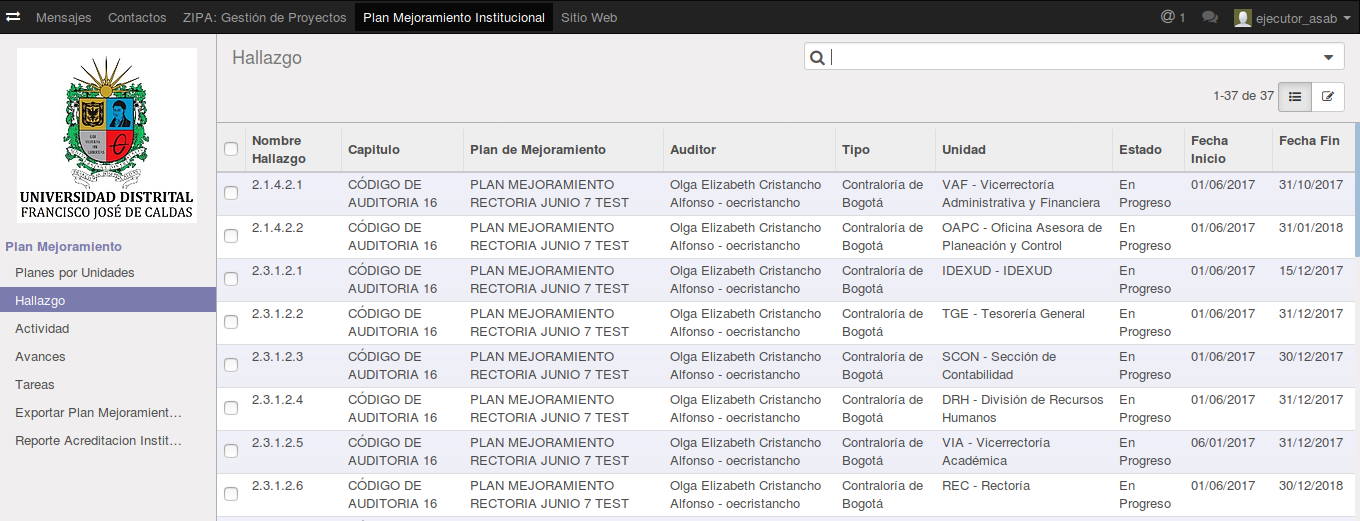 Mensajes Contactos ZIPA: Gestión de Proyectos Plan Mejoramiento Institucional Sitio Web @ 1 ejecutor_asab
UNIVERSIDAD DISTRITAL
FRANCISCO JOSÉ DE CALDAS
Plan Mejoramiento
Planes por Unidades
Hallazgo
Actividad
Avances
Tareas
Exportar Plan Mejoramient...
Reporte Acreditacion Instit...
Hallazgo
1-37 de 37
Nombre Hallazgo Capitulo Plan de Mejoramiento Auditor Tipo Unidad Estado Fecha Inicio Fecha Fin
2.1.4.2.1 CÓDIGO DE PLAN MEJORAMIENTO Olga Elizabeth Cristancho Contraloría de VAF - Vicerrectoría En 01/06/2017 31/10/2017
AUDITORIA 16 RECTORIA JUNIO 7 TEST Alfonso - oecristancho Bogotá Administrativa y Financiera Progreso
2.1.4.2.2 CÓDIGO DE PLAN MEJORAMIENTO Olga Elizabeth Cristancho Contraloría de OAPC - Oficina Asesora de En 01/06/2017 31/01/2018
AUDITORIA 16 RECTORIA JUNIO 7 TEST Alfonso - oecristancho Bogotá Planeación y Control Progreso
2.3.1.2.1 CÓDIGO DE PLAN MEJORAMIENTO Olga Elizabeth Cristancho Contraloría de IDEXUD - IDEXUD En 01/06/2017 15/12/2017
AUDITORIA 16 RECTORIA JUNIO 7 TEST Alfonso - oecristancho Bogotá Progreso
2.3.1.2.2 CÓDIGO DE PLAN MEJORAMIENTO Olga Elizabeth Cristancho Contraloría de TGE - Tesorería General En 01/06/2017 31/12/2017
AUDITORIA 16 RECTORIA JUNIO 7 TEST Alfonso - oecristancho Bogotá Progreso
2.3.1.2.3 CÓDIGO DE PLAN MEJORAMIENTO Olga Elizabeth Cristancho Contraloría de SCON - Sección de En 01/06/2017 30/12/2017
AUDITORIA 16 RECTORIA JUNIO 7 TEST Alfonso - oecristancho Bogotá Contabilidad Progreso
2.3.1.2.4 CÓDIGO DE PLAN MEJORAMIENTO Olga Elizabeth Cristancho Contraloría de DRH - División de Recursos En 01/06/2017 31/12/2017
AUDITORIA 16 RECTORIA JUNIO 7 TEST Alfonso - oecristancho Bogotá Humanos Progreso
2.3.1.2.5 CÓDIGO DE PLAN MEJORAMIENTO Olga Elizabeth Cristancho Contraloría de VIA - Vicerrectoría En 06/01/2017 31/12/2017
AUDITORIA 16 RECTORIA JUNIO 7 TEST Alfonso - oecristancho Bogotá Académica Progreso
2.3.1.2.6 CÓDIGO DE PLAN MEJORAMIENTO Olga Elizabeth Cristancho Contraloría de REC - Rectoría En 01/06/2017 30/12/2018
AUDITORIA 16 RECTORIA JUNIO 7 TEST Alfonso - oecristancho Bogotá Progreso